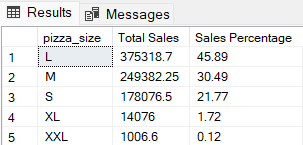 Results Messages
pizza_size Total Sales Sales Percentage
1 L 375318.7 45.89
2 M 249382.25 30.49
3 S 178076.5 21.77
4 XL 14076 1.72
5 XXL 1006.6 0.12